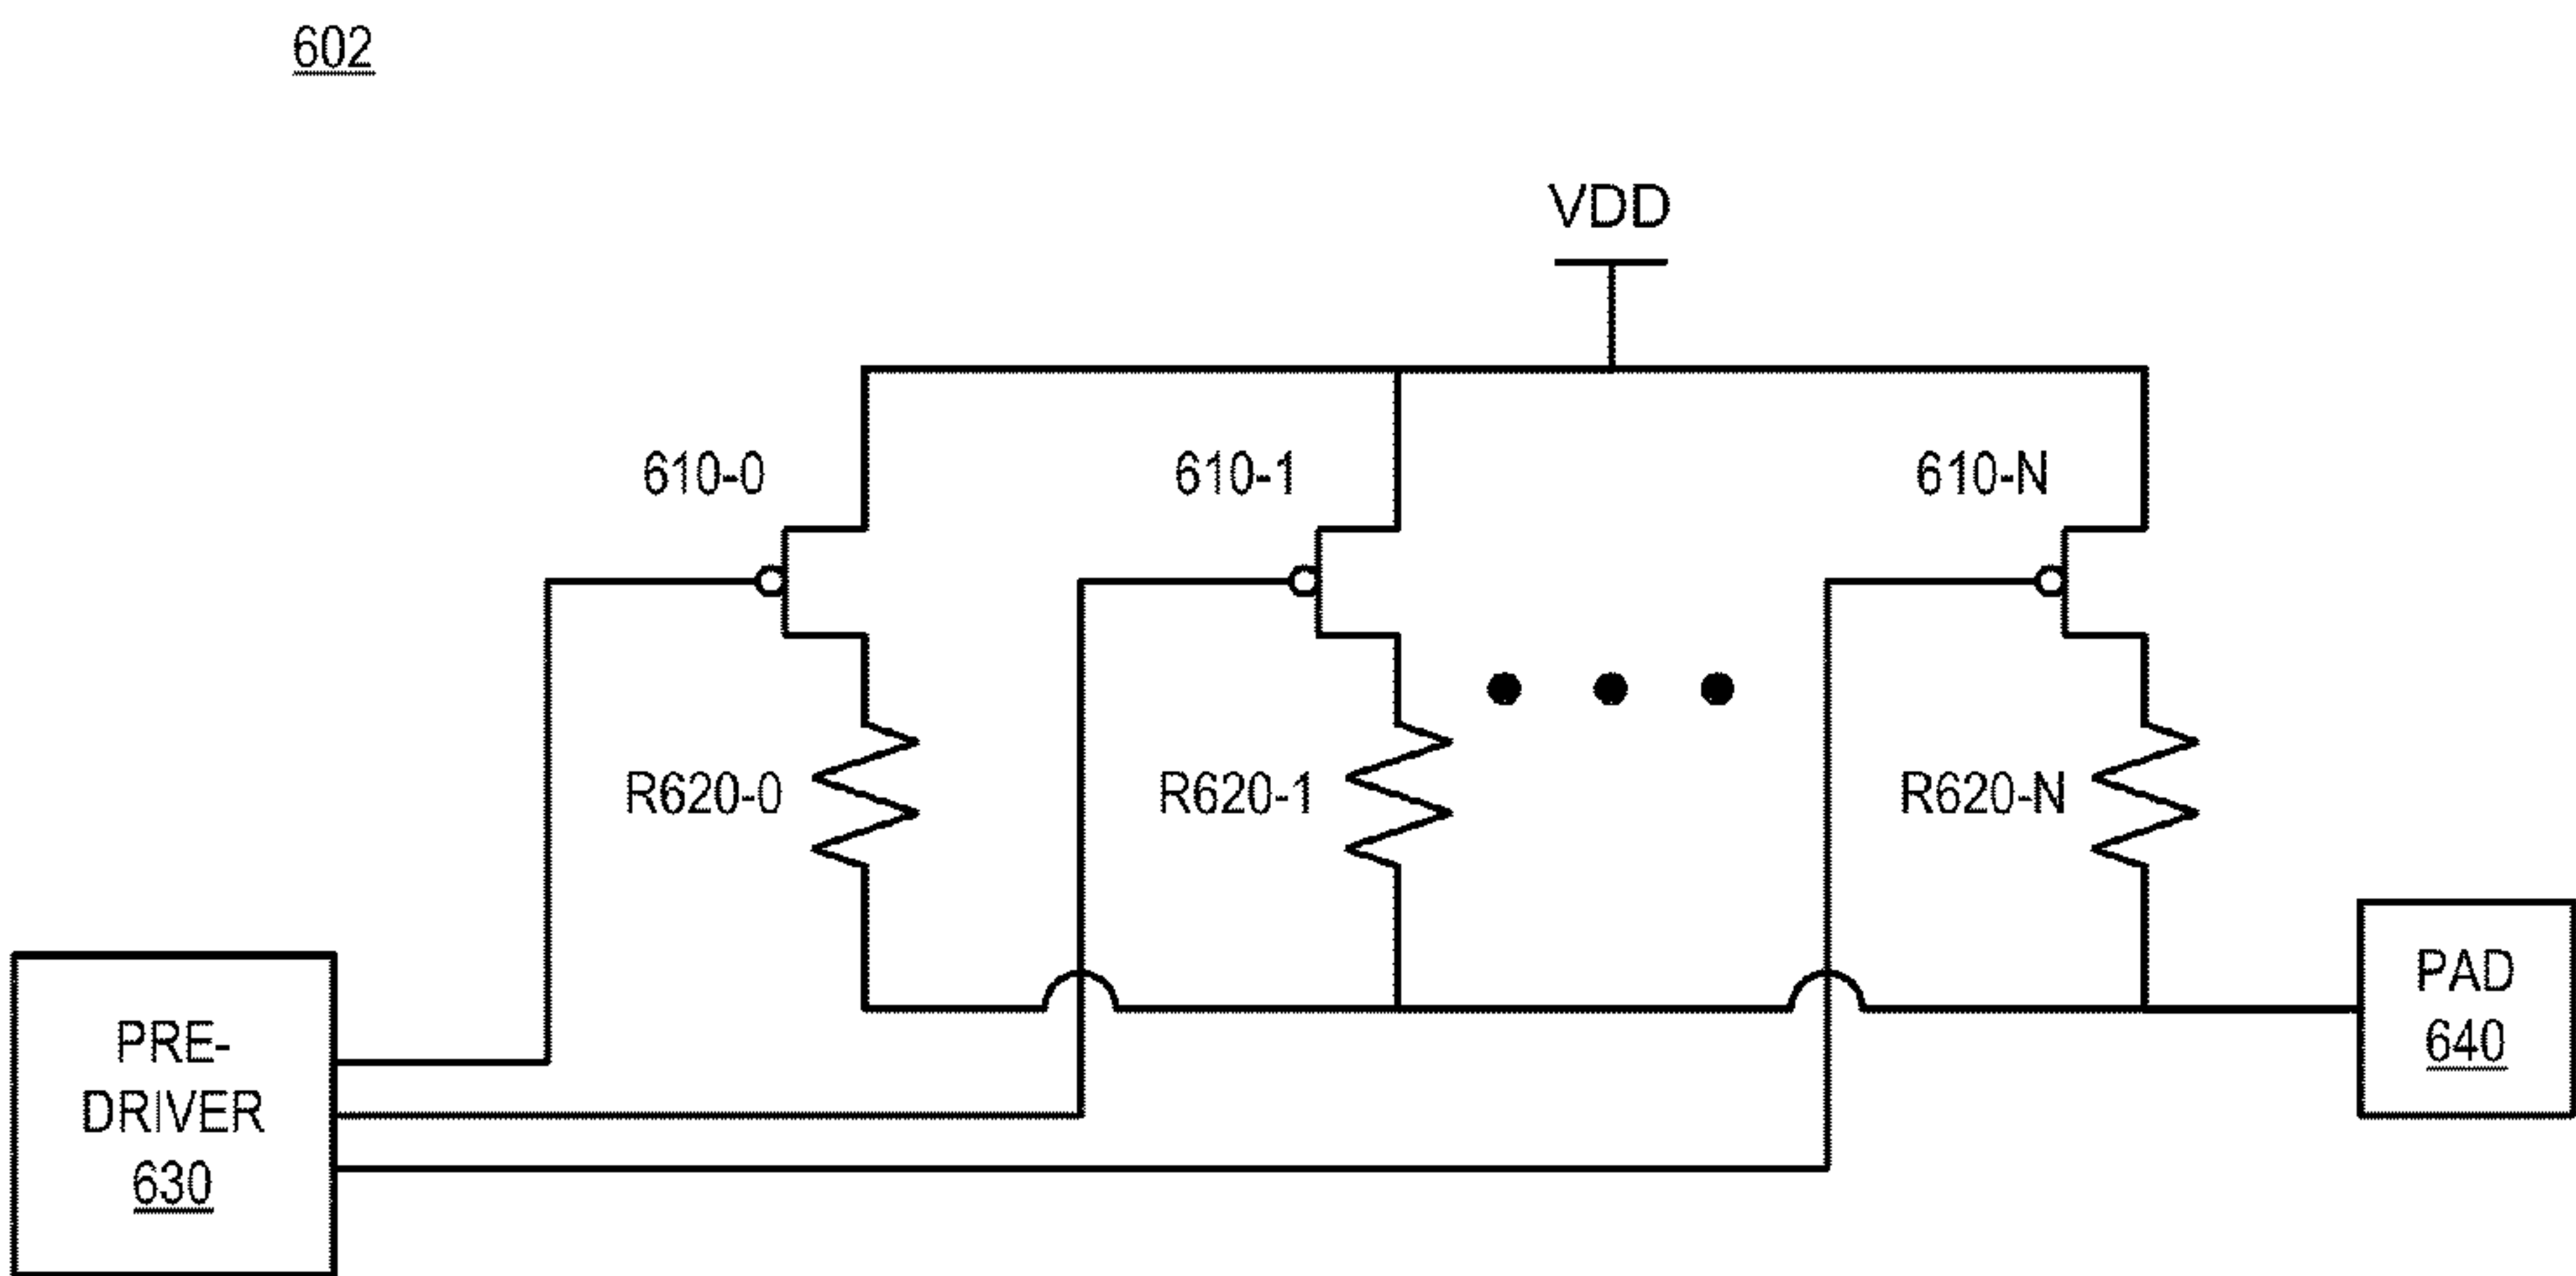 602
VDD
610-0
610-1
610-N
R620-0
R620-1
R620-N
PRE-
DRIVER
630
PAD
640